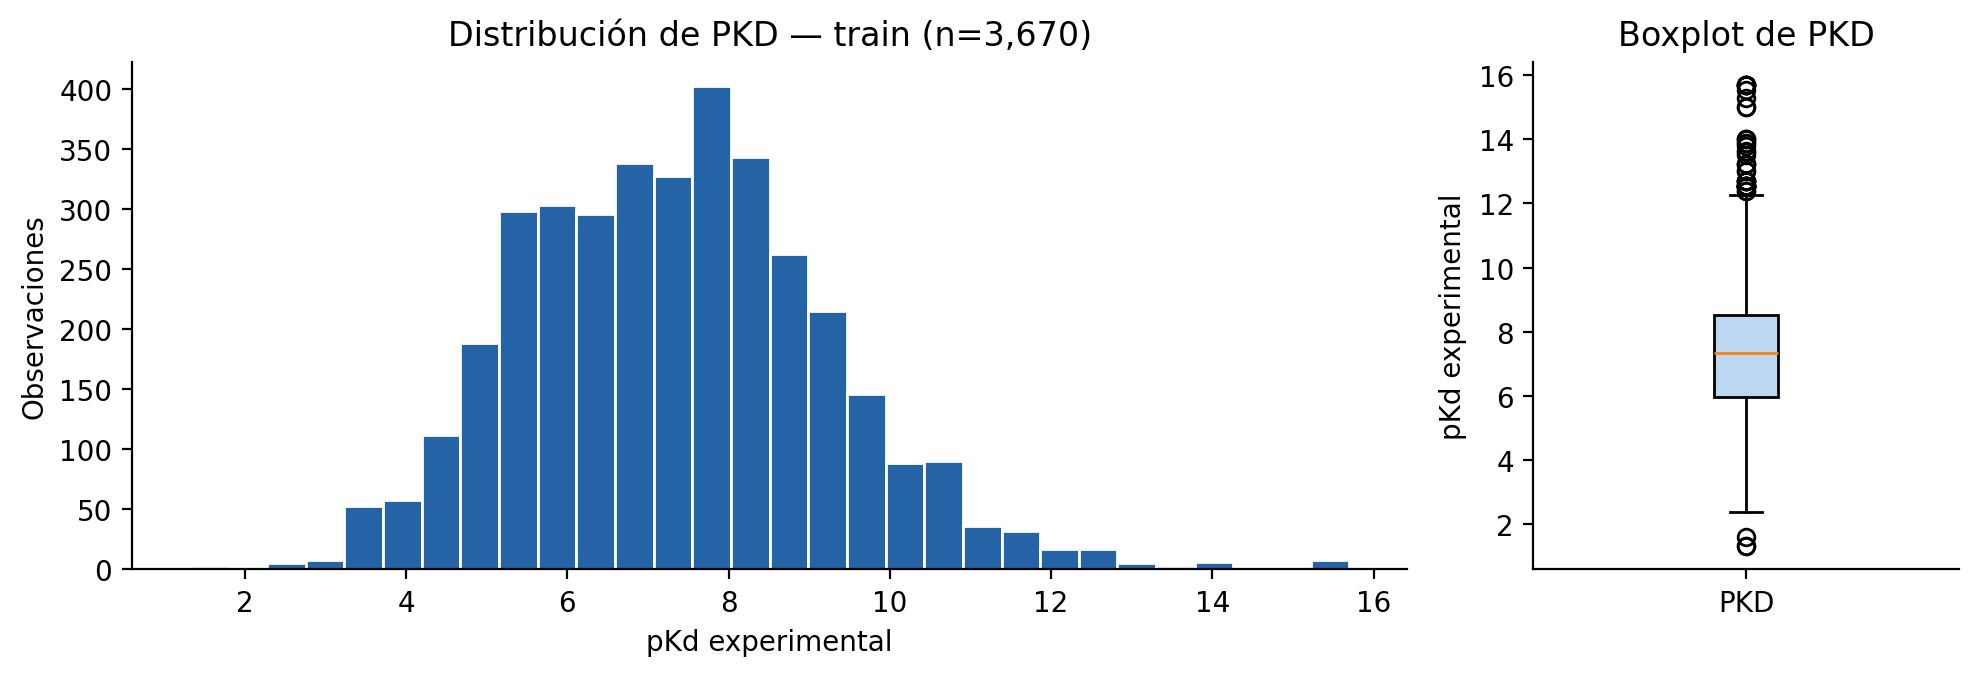 Distribución de PKD — train (n=3,670)
Observaciones
400
350
300
250
200
150
100
50
0
2 4 6 8 10 12 14 16
pKd experimental
Boxplot de PKD
pKd experimental
16
14
12
10
8
6
4
2
PKD